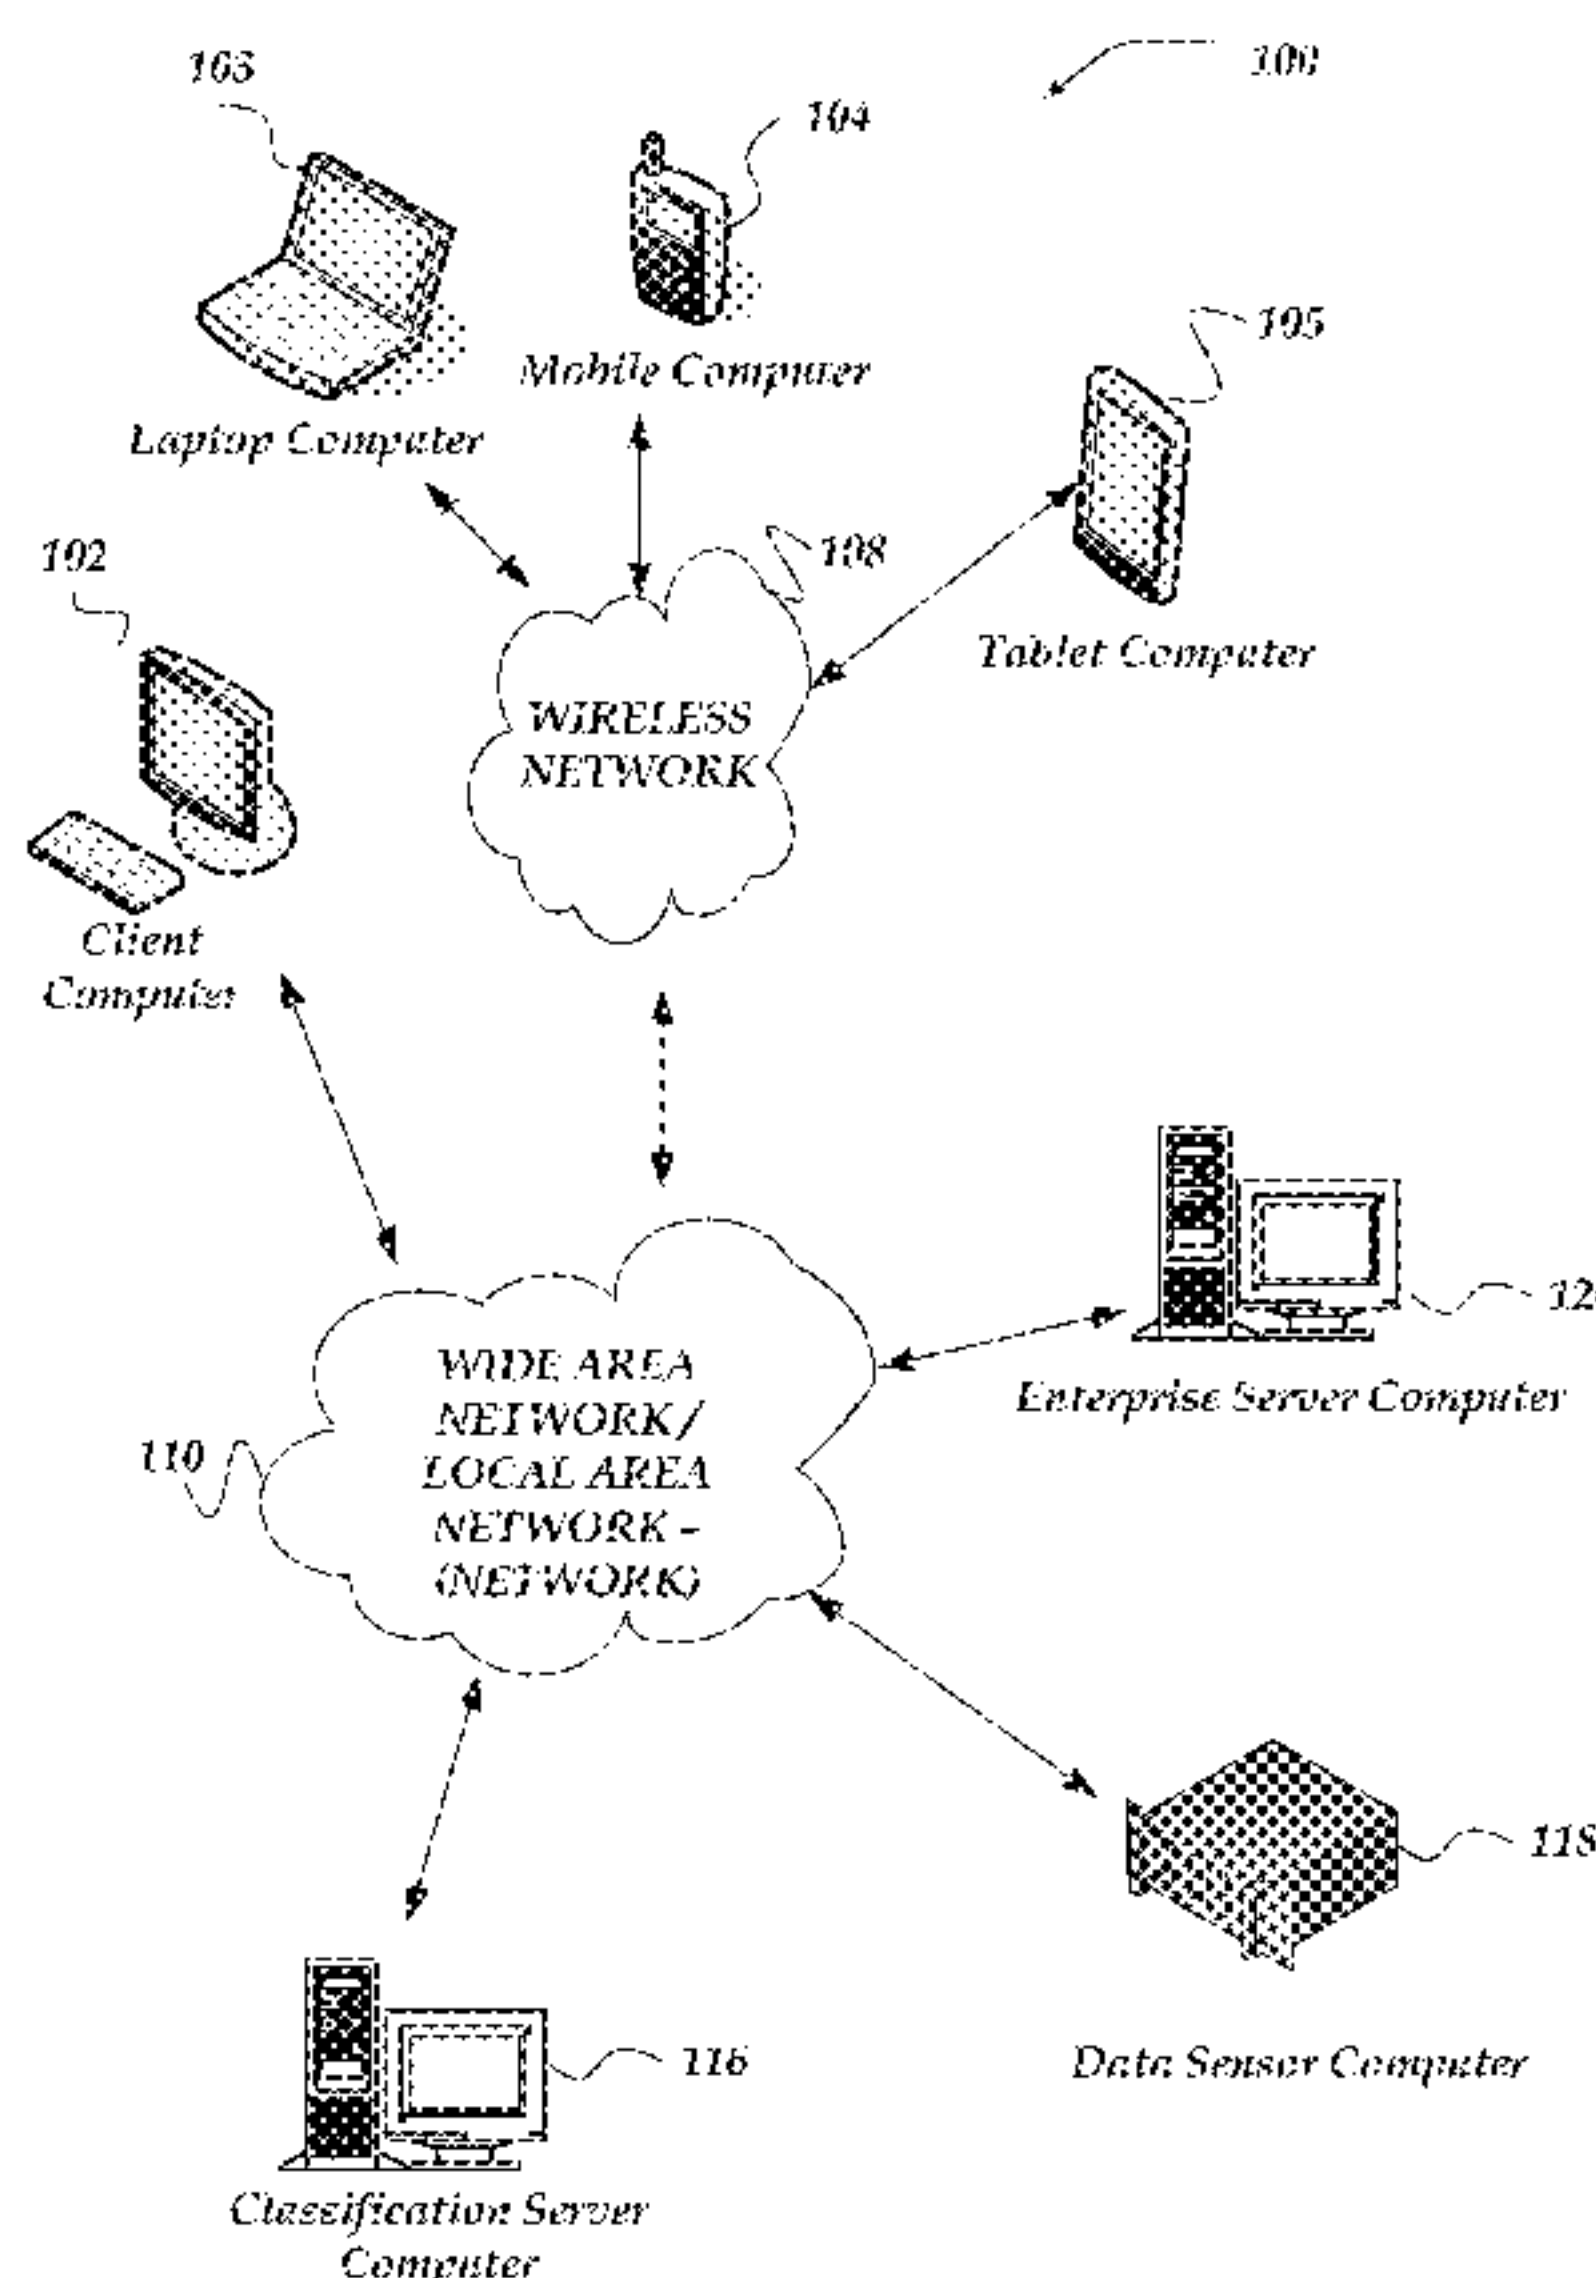 103
100
104
105
Mobile Computer
Laptop Computer
102
108
Tablet Computer
WIRELESS
NETWORK
Client
Computer
WIDE AREA
NETWORK /
LOCAL AREA
NETWORK –
(NETWORK)
110
Enterprise Server Computer
118
116
Data Sensor Computer
Classification Server
Computer